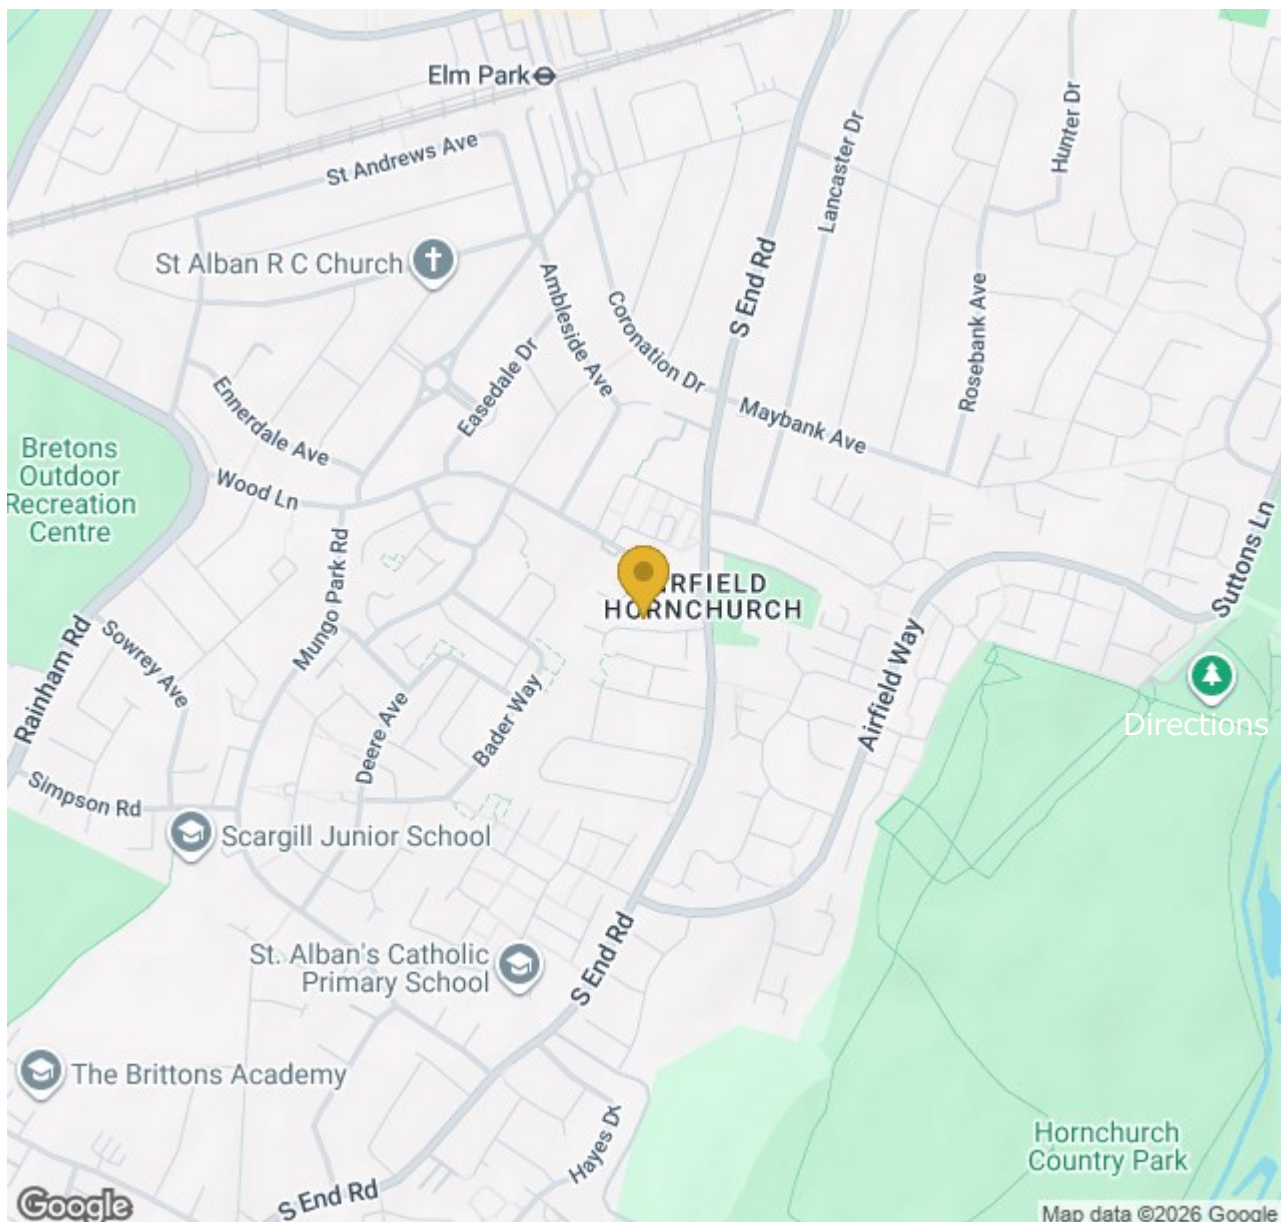 Elm Park
St Andrews Ave
Hunter Dr
Lancaster Dr
St Alban R C Church
S End Rd
Ambleside Ave
Coronation Dr
Rosebank Ave
Easedale Dr
Ennerdale Ave
Maybank Ave
Bretons
Outdoor
Recreation
Centre
Wood Ln
Suttons Ln
Mungo Park Rd
RFIELD
HORNCHURCH
Sowrey Ave
Rainham Rd
Airfield Way
Bader Way
Deere Ave
Directions
Simpson Rd
Scargill Junior School
St. Alban's Catholic
Primary School
S End Rd
The Brittons Academy
Hayes Dr
Hornchurch
Country Park
S End Rd
Google
Map data ©2026 Google